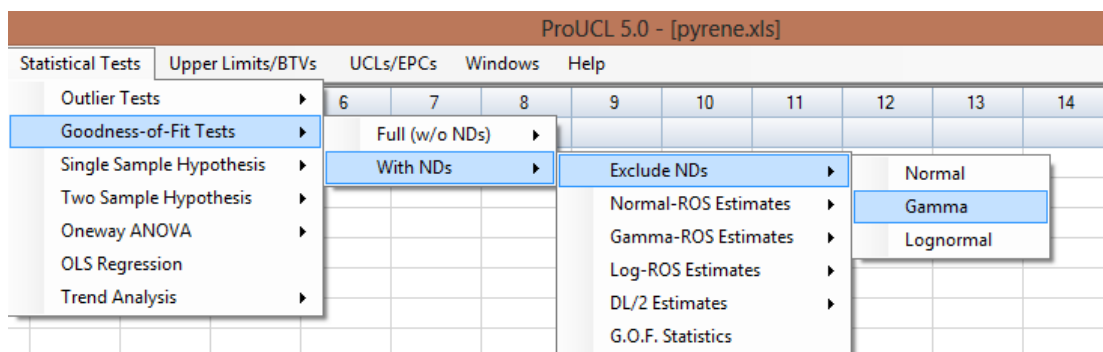 ProUCL 5.0 - [pyrene.xls]
Statistical Tests Upper Limits/BTVs UCLs/EPCs Windows Help
Outlier Tests 6 7 8 9 10 11 12 13 14
Goodness-of-Fit Tests Full (w/o NDs)
Single Sample Hypothesis With NDs Exclude NDs Normal
Two Sample Hypothesis Normal-ROS Estimates Gamma
Oneway ANOVA Gamma-ROS Estimates Lognormal
OLS Regression Log-ROS Estimates
Trend Analysis DL/2 Estimates
G.O.F. Statistics